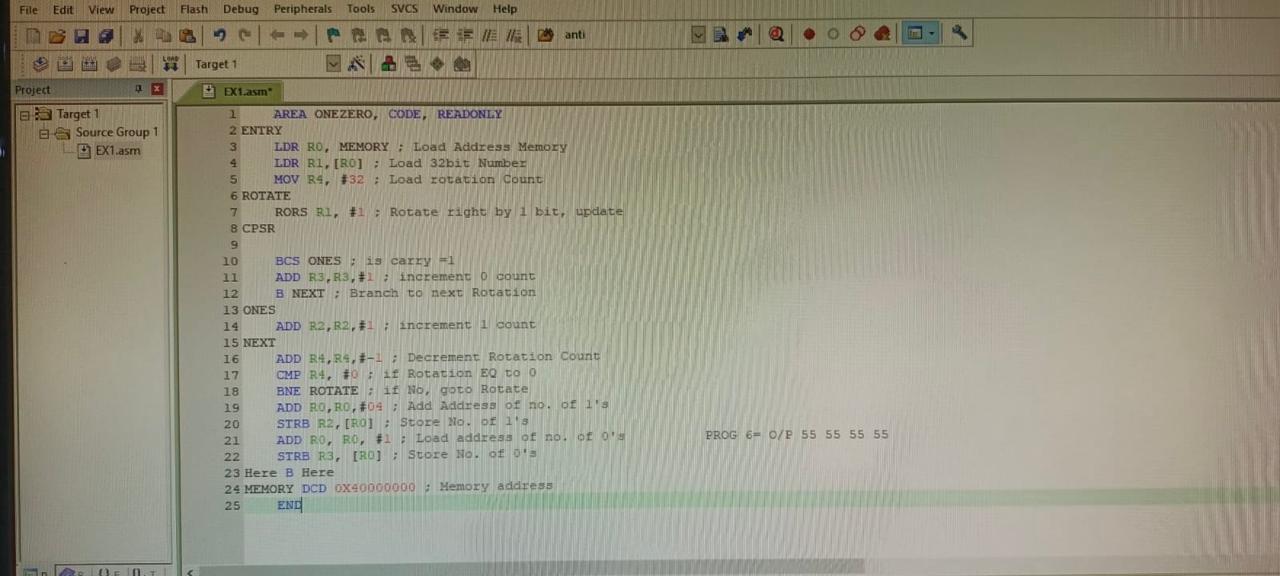 File Edit View Project Flash Debug Peripherals Tools SVCS Window Help
anti
LOAD Target 1
Project
EX1.asm*
Target 1
Source Group 1
EX1.asm
1 AREA ONEZERO, CODE, READONLY
2 ENTRY
3 LDR R0, MEMORY ; Load Address Memory
4 LDR R1,[R0] ; Load 32bit Number
5 MOV R4, #32 ; Load rotation Count
6 ROTATE
7 RORS R1, #1 ; Rotate right by 1 bit, update
8 CPSR
9
10 BCS ONES ; is carry =1
11 ADD R3,R3,#1 ; increment 0 count
12 B NEXT ; Branch to next Rotation
13 ONES
14 ADD R2,R2,#1 ; increment 1 count
15 NEXT
16 ADD R4,R4,#-1 ; Decrement Rotation Count
17 CMP R4, #0 ; if Rotation EQ to 0
18 BNE ROTATE ; if No, goto Rotate
19 ADD R0,R0,#04 ; Add Address of no. of 1's
20 STRB R2,[R0] ; Store No. of 1's
21 ADD R0, R0, #1 ; Load address of no. of 0's PROG 6= O/P 55 55 55 55
22 STRB R3, [R0] ; Store No. of 0's
23 Here B Here
24 MEMORY DCD 0X40000000 ; Memory address
25 END